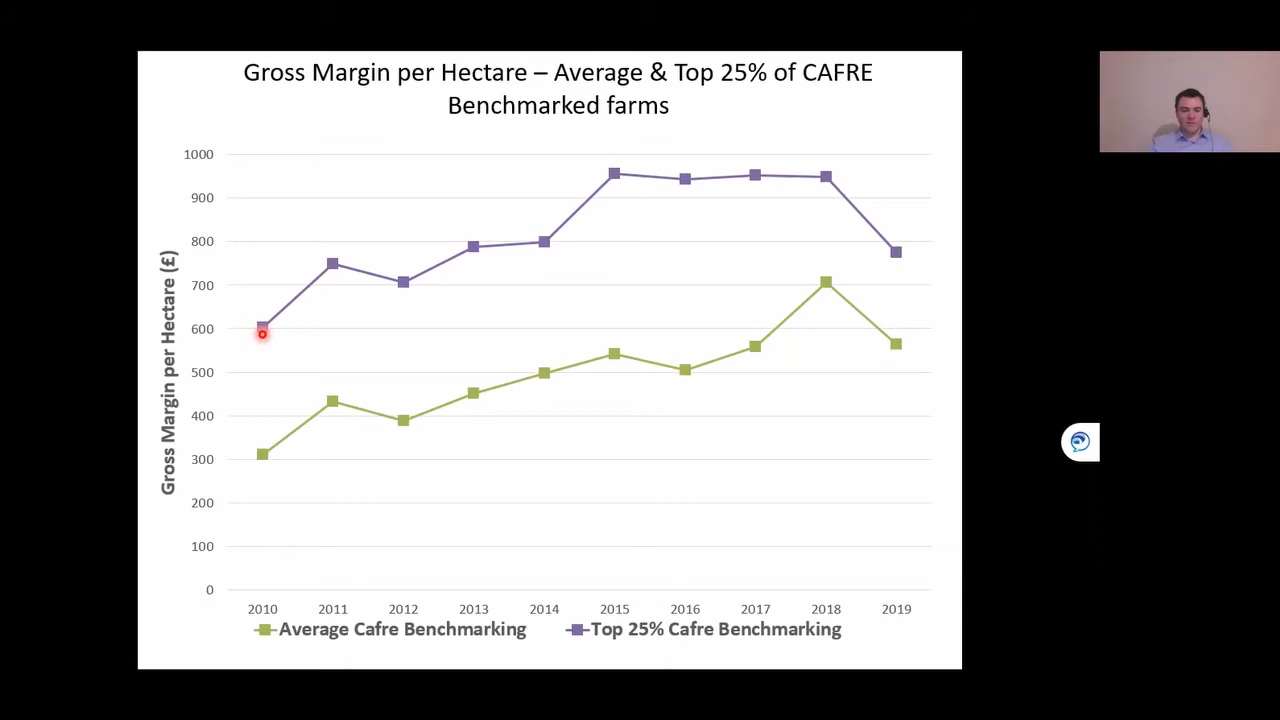 Gross Margin per Hectare – Average & Top 25% of CAFRE
Benchmarked farms
Gross Margin per Hectare (£)
1000
900
800
700
600
500
400
300
200
100
0
2010 2011 2012 2013 2014 2015 2016 2017 2018 2019
Average Cafre Benchmarking Top 25% Cafre Benchmarking